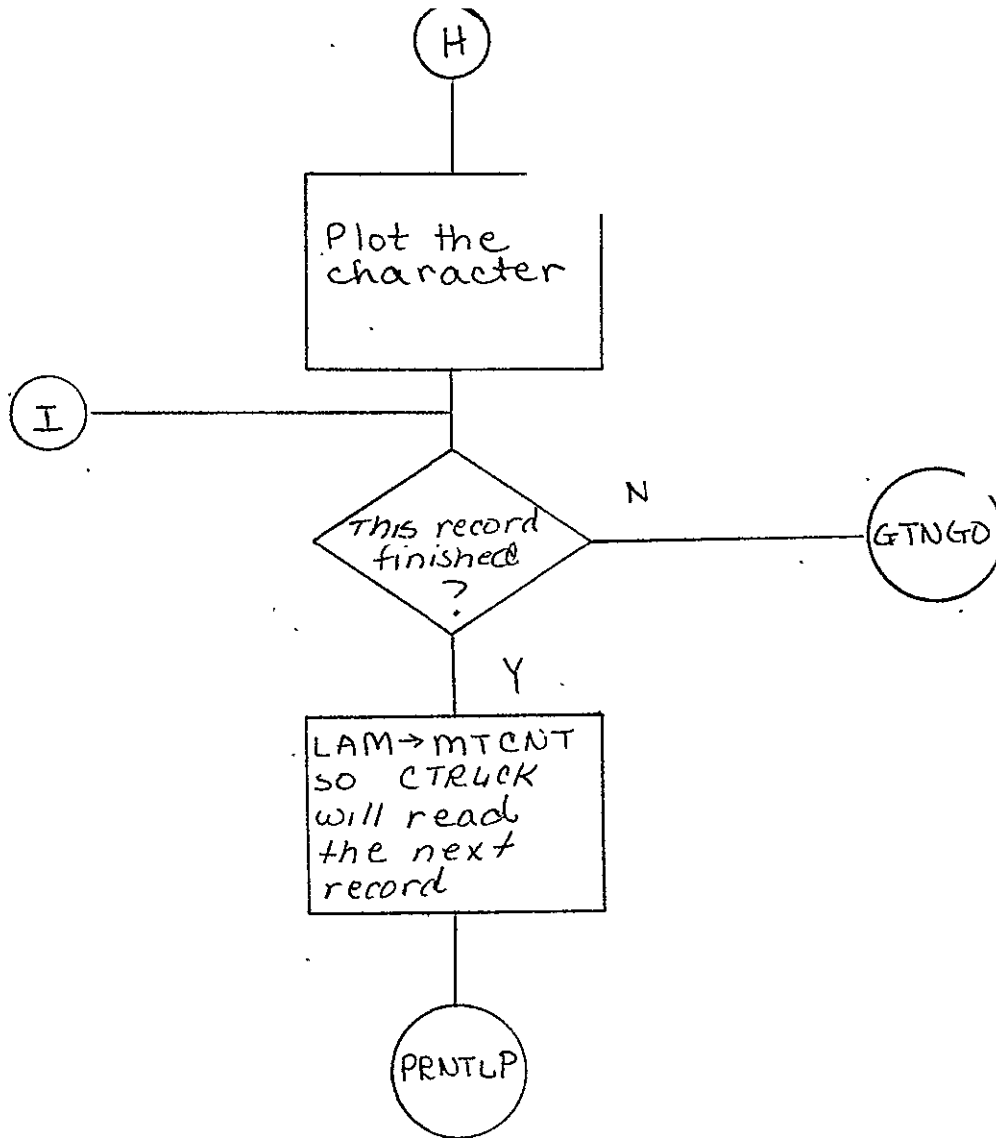 H
Plot the
character
I
This record
finished
?
N
GTNGO
Y
LAM→MTCNT
so CTRUCK
will read
the next
record
PRNTLP